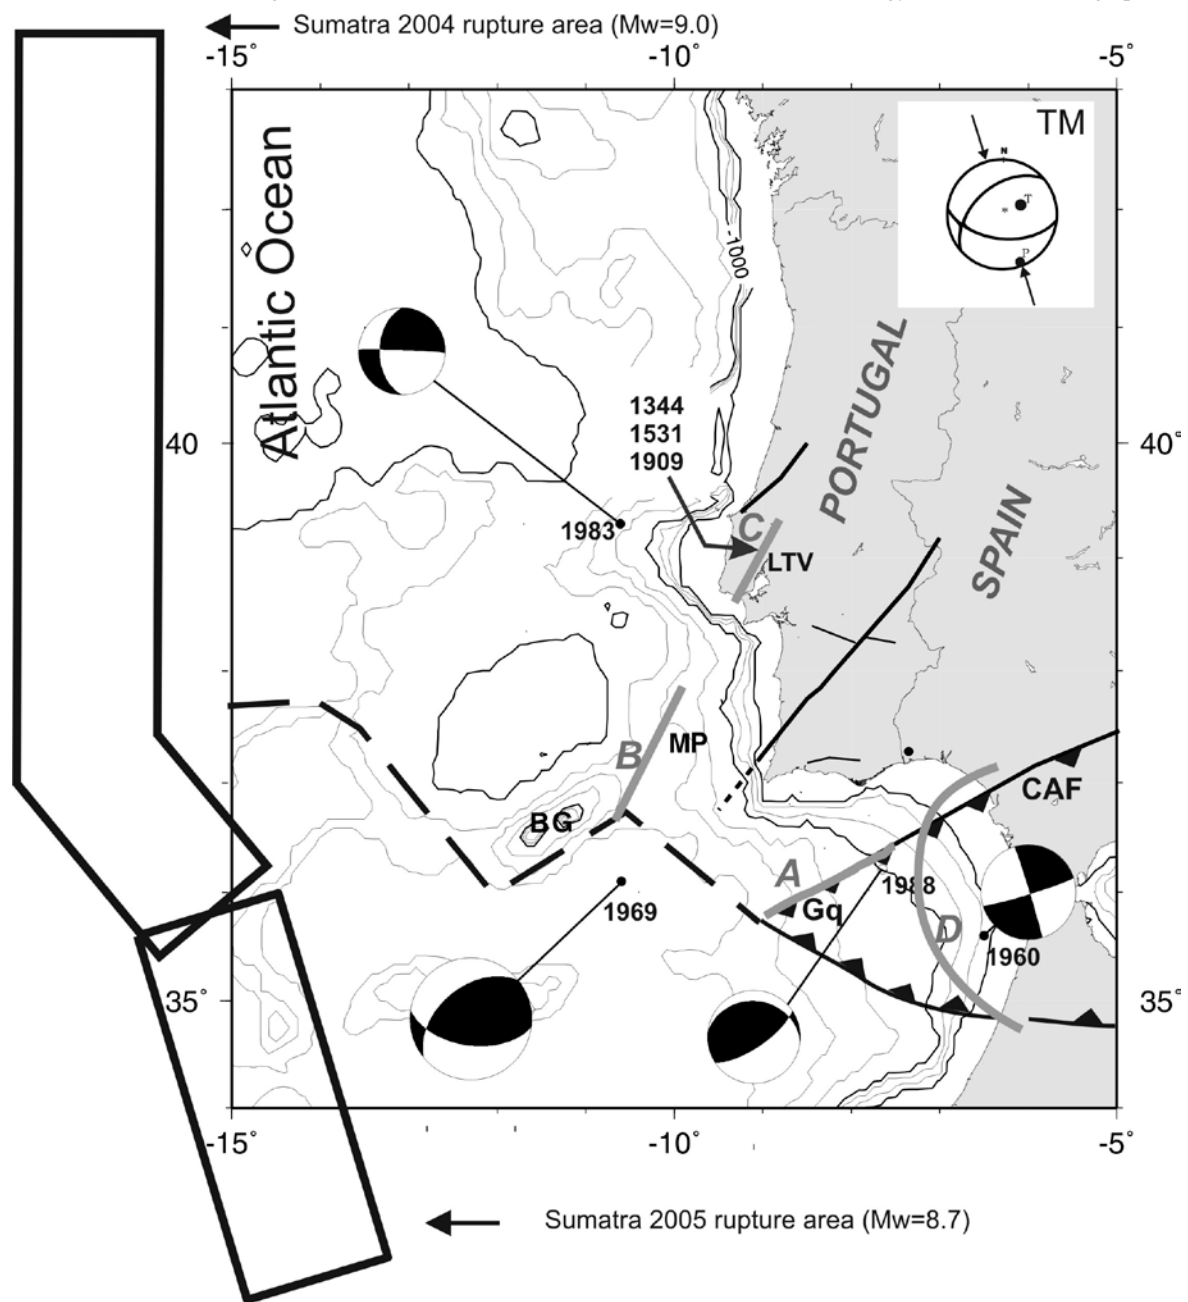 Sumatra 2004 rupture area (Mw=9.0)
-15°
-10°
-5°
TM
N
T
*
P
Atlantic Ocean
-1000
PORTUGAL
1344
1531
1909
40
40°
SPAIN
1983
C
LTV
B
MP
CAF
BG
A
1988
1969
Gq
D
1960
35°
35°
-15°
-10°
-5°
Sumatra 2005 rupture area (Mw=8.7)